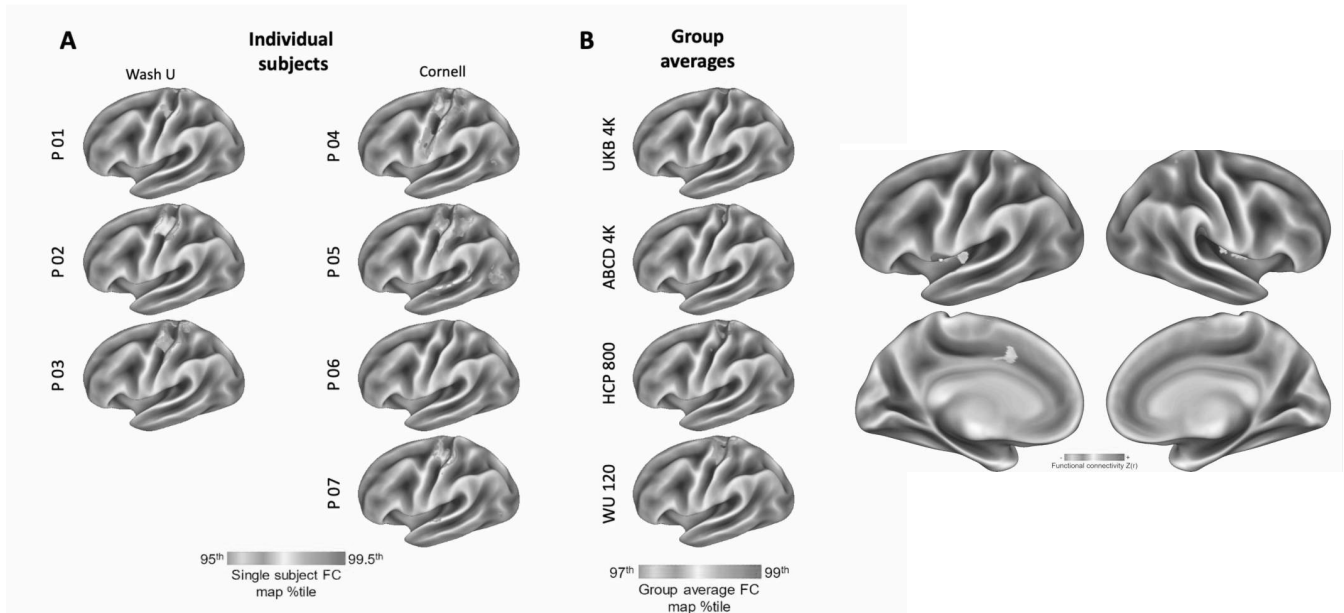 A
Individual
subjects
Wash U
Cornell
P 01
P 02
P 03
P 04
P 05
P 06
P 07
95th
99.5th
Single subject FC
map %tile
B
Group
averages
UKB 4K
ABCD 4K
HCP 800
WU 120
97th
99th
Group average FC
map %tile
- +
Functional connectivity Z(r)